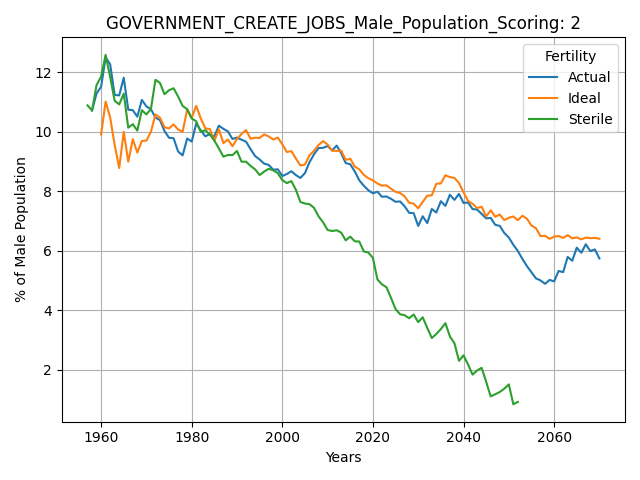 GOVERNMENT_CREATE_JOBS_Male_Population_Scoring: 2
Fertility
Actual
Ideal
Sterile
12
10
8
6
4
2
% of Male Population
1960 1980 2000 2020 2040 2060
Years